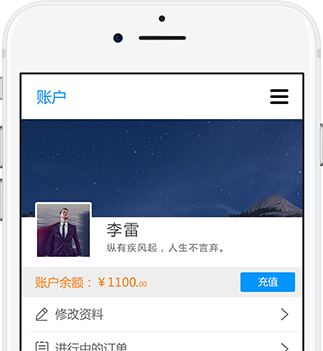 账户
李雷
纵有疾风起，人生不言弃。
账户余额：￥1100.00
充值
修改资料
进行中的订单